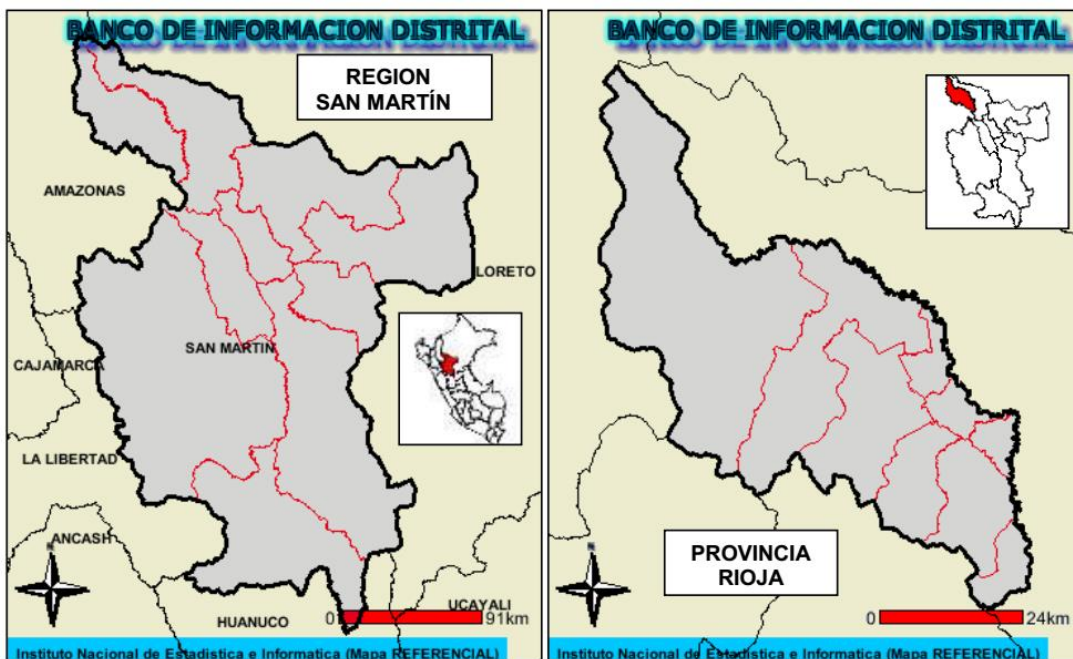 BANCO DE INFORMACION DISTRITAL
REGION
SAN MARTÍN
AMAZONAS
LORETO
SAN MARTIN
CAJAMARCA
LA LIBERTAD
ANCASH
N
HUANUCO
UCAYALI
0 91km
Instituto Nacional de Estadistica e Informatica (Mapa REFERENCIAL)
BANCO DE INFORMACION DISTRITAL
PROVINCIA
RIOJA
N
0 24km
Instituto Nacional de Estadistica e Informatica (Mapa REFERENCIAL)